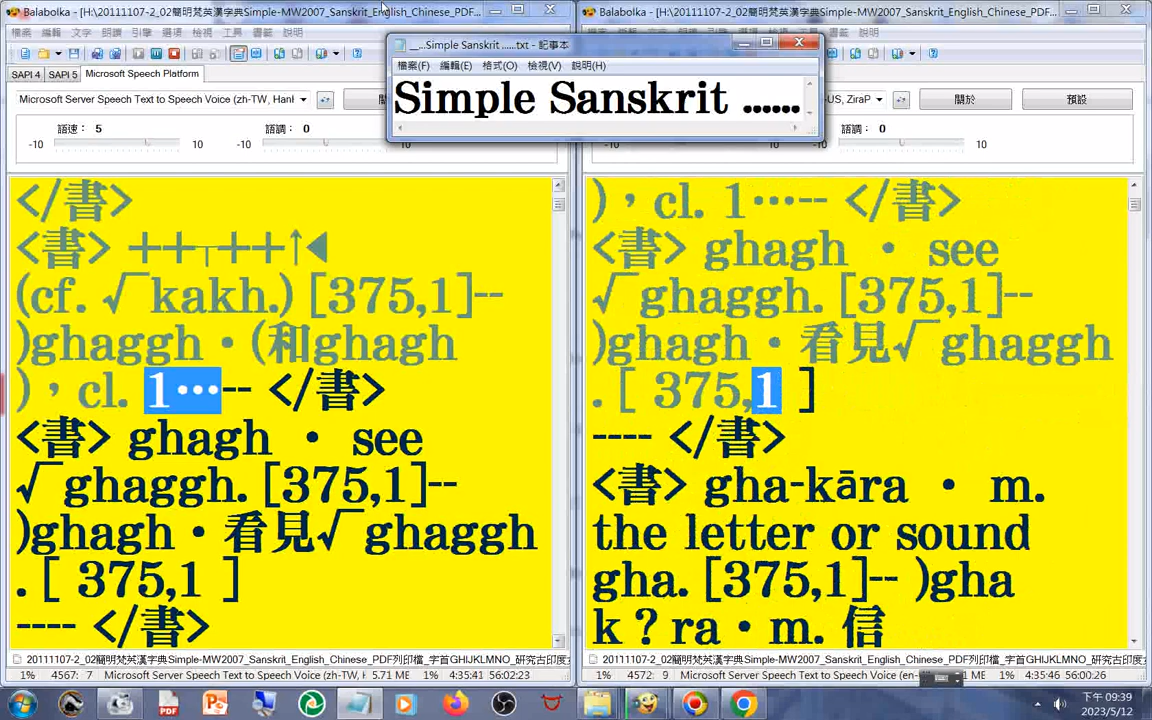 Balabolka - [H:\20111107-2_02簡明梵英漢字典Simple-MW2007_Sanskrit_English_Chinese_PDF...
檔案(F) 編輯(E) 文字 朗讀 引擎 選項 檢視 工具 書籤 說明
SAPI 4 SAPI 5 Microsoft Speech Platform
Microsoft Server Speech Text to Speech Voice (zh-TW, HanH
語速： 5 語調： 0
-10 10 -10
</書>
<書> ┼┼┬┼┼↑◀
(cf. √kakh.) [375,1]--
)ghaggh‧(和ghagh
)，cl. 1…-- </書>
<書> ghagh ‧ see
√ghaggh. [375,1]--
)ghagh‧看見√ghaggh
. [ 375,1 ]
---- </書>
20111107-2_02簡明梵英漢字典Simple-MW2007_Sanskrit_English_Chinese_PDF列印檔_字首GHIJKLMNO_研究古印度
1% 4567: 7 Microsoft Server Speech Text to Speech Voice (zh-TW, H 5.71 MB 1% 4:35:41 56:02:23
__...Simple Sanskrit ......txt - 記事本
檔案(F) 編輯(E) 格式(O) 檢視(V) 說明(H)
Simple Sanskrit ......
Balabolka - [H:\20111107-2_02簡明梵英漢字典Simple-MW2007_Sanskrit_English_Chinese_PDF...
工具 書籤 說明
-US, ZiraP 關於 預設
語調： 0
10
)，cl. 1…-- </書>
<書> ghagh ‧ see
√ghaggh. [375,1]--
)ghagh‧看見√ghaggh
. [ 375,1 ]
---- </書>
<書> gha-kāra ‧ m.
the letter or sound
gha. [375,1]-- )gha
k？ra‧m. 信
20111107-2_02簡明梵英漢字典Simple-MW2007_Sanskrit_English_Chinese_PDF列印檔_字首GHIJKLMNO_研究古印度含
1% 4572: 9 Microsoft Server Speech Text to Speech Voice (en-U MB 1% 4:35:46 56:00:26
下午 09:39
2023/5/12